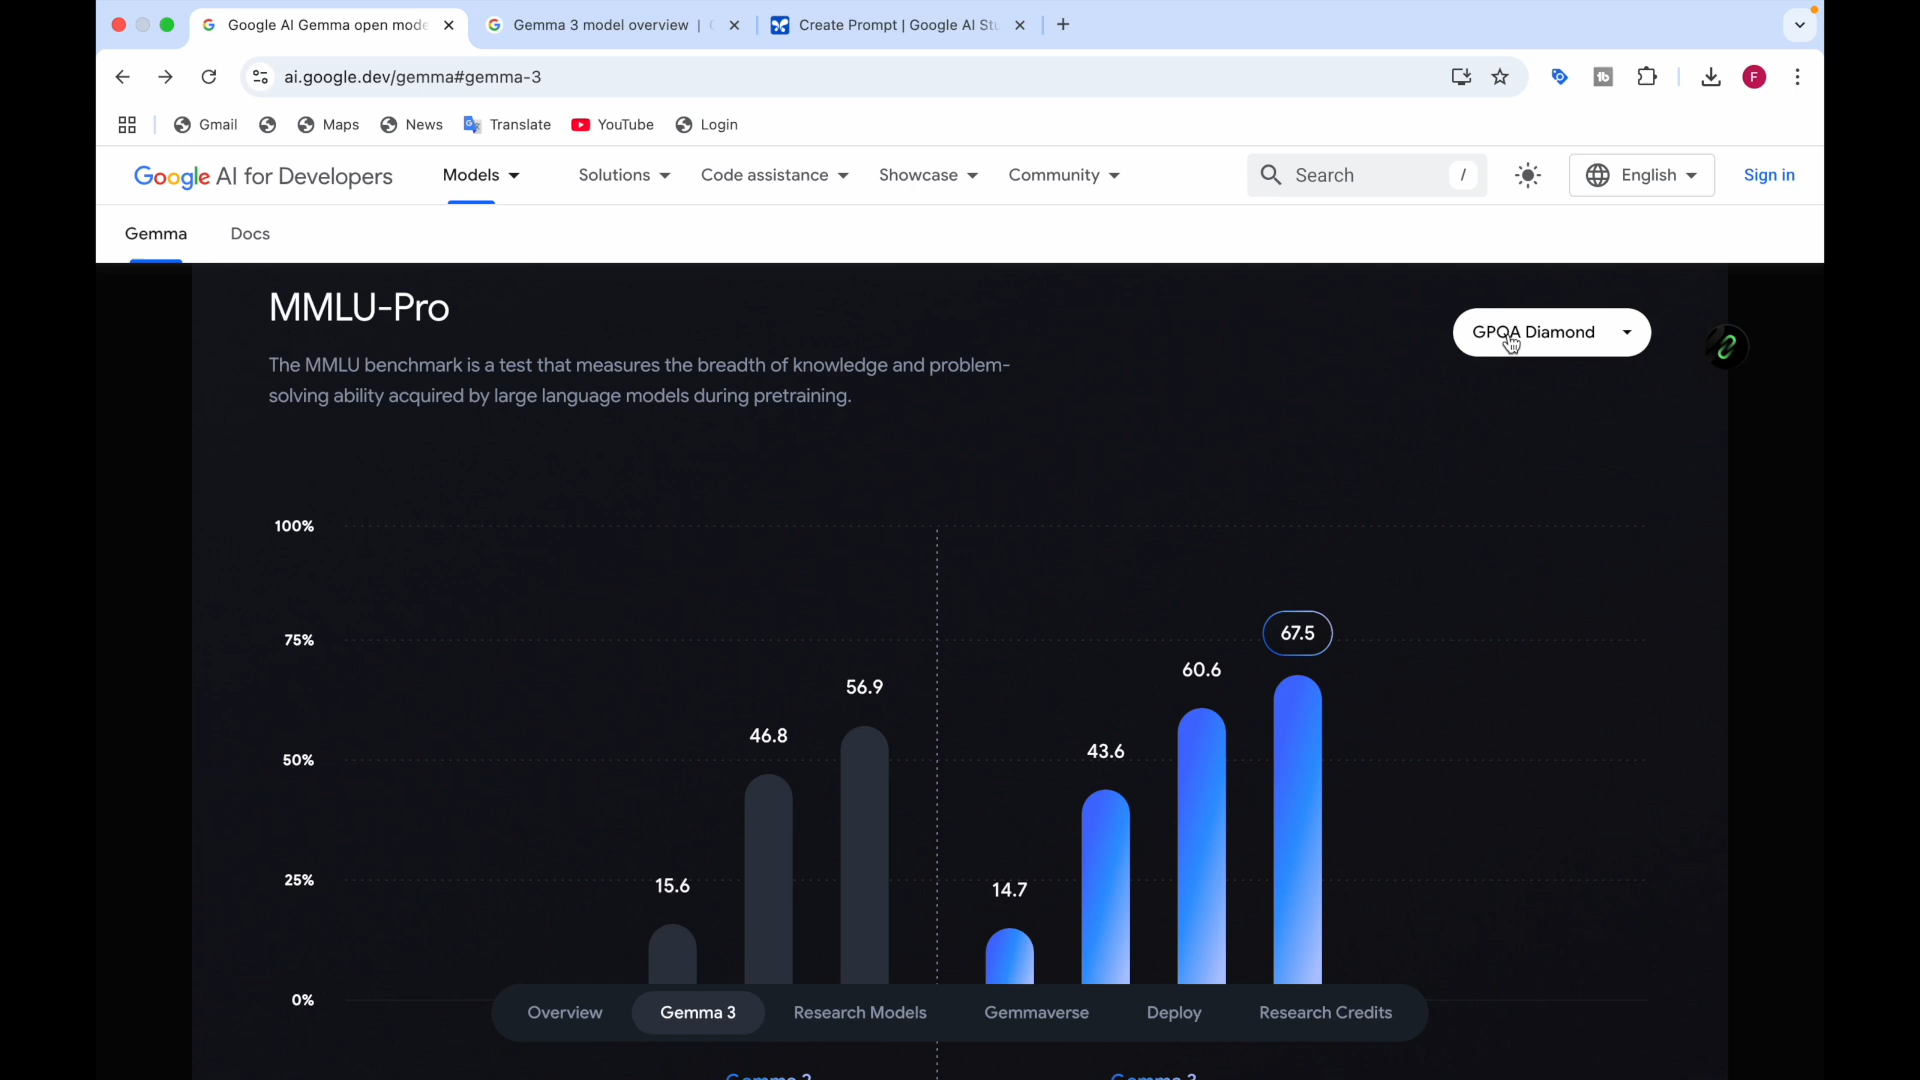 Google AI Gemma open mode
Gemma 3 model overview |
Create Prompt | Google AI Stu
ai.google.dev/gemma#gemma-3
F
Gmail
Maps
News
Translate
YouTube
Login
Google AI for Developers
Models
Solutions
Code assistance
Showcase
Community
Search
/
English
Sign in
Gemma
Docs
MMLU-Pro
GPQA Diamond
The MMLU benchmark is a test that measures the breadth of knowledge and problem-
solving ability acquired by large language models during pretraining.
100%
75%
50%
25%
0%
15.6
46.8
56.9
14.7
43.6
60.6
67.5
Overview
Gemma 3
Research Models
Gemmaverse
Deploy
Research Credits